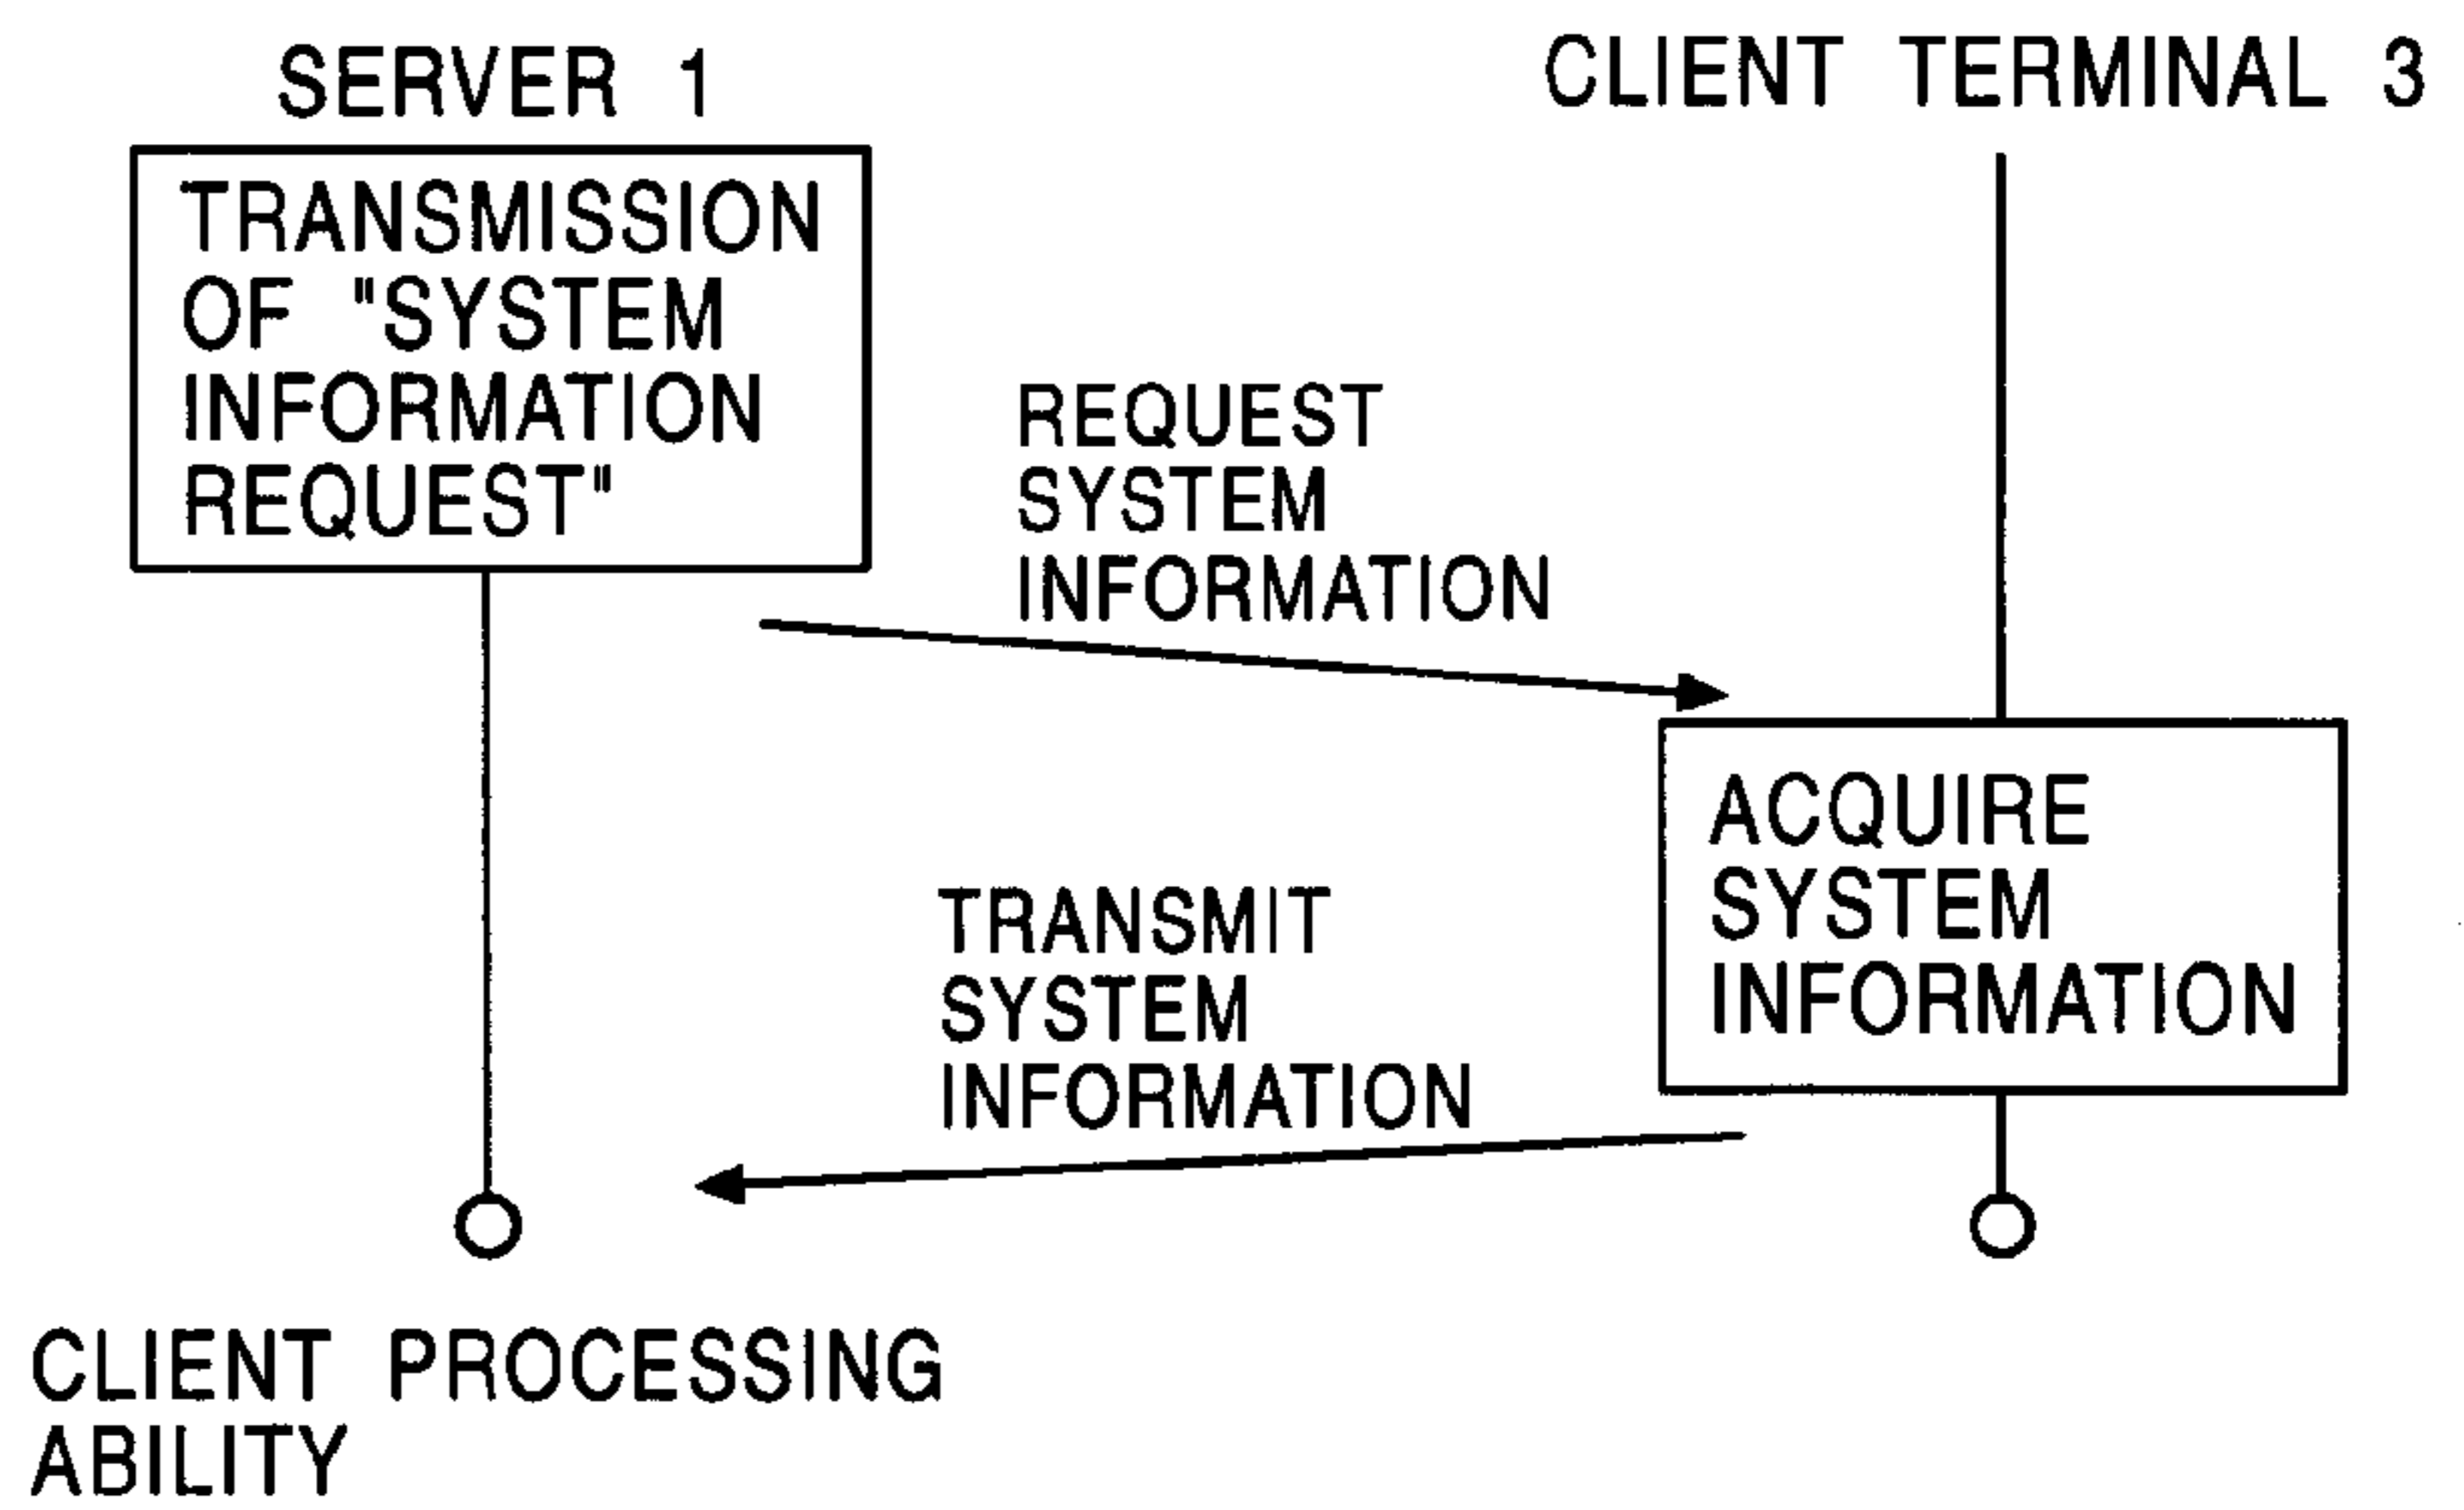 SERVER 1
CLIENT TERMINAL 3
TRANSMISSION
OF "SYSTEM
INFORMATION
REQUEST"
REQUEST
SYSTEM
INFORMATION
ACQUIRE
SYSTEM
INFORMATION
TRANSMIT
SYSTEM
INFORMATION
CLIENT PROCESSING
ABILITY